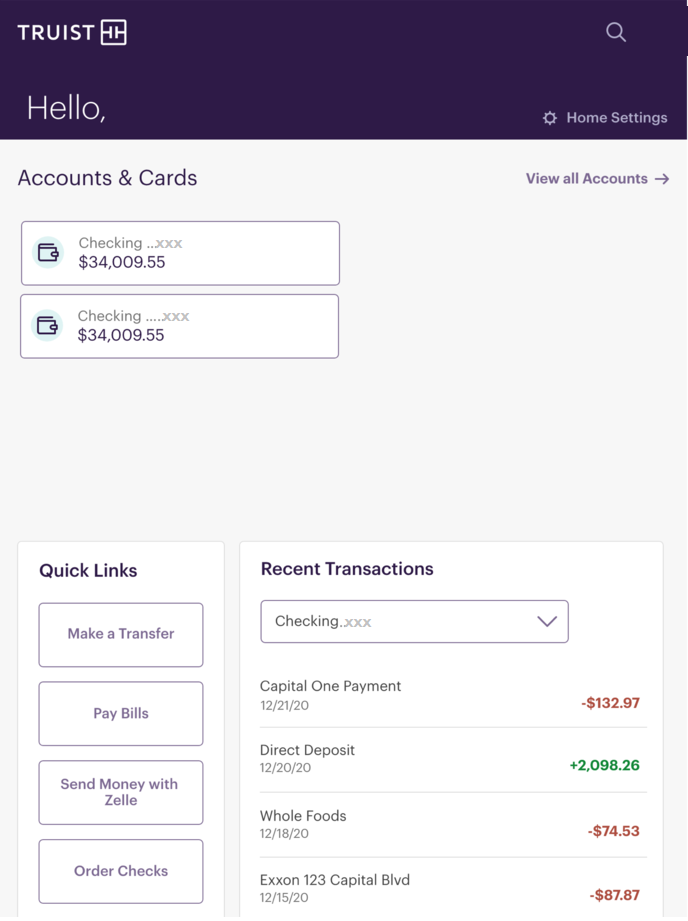 TRUIST
Hello,
Home Settings
Accounts & Cards
View all Accounts →
Checking ..xxx
$34,009.55
Checking ....xxx
$34,009.55
Quick Links
Make a Transfer
Pay Bills
Send Money with
Zelle
Order Checks
Recent Transactions
Checking..xxx
Capital One Payment
12/21/20
-$132.97
Direct Deposit
12/20/20
+2,098.26
Whole Foods
12/18/20
-$74.53
Exxon 123 Capital Blvd
12/15/20
-$87.87